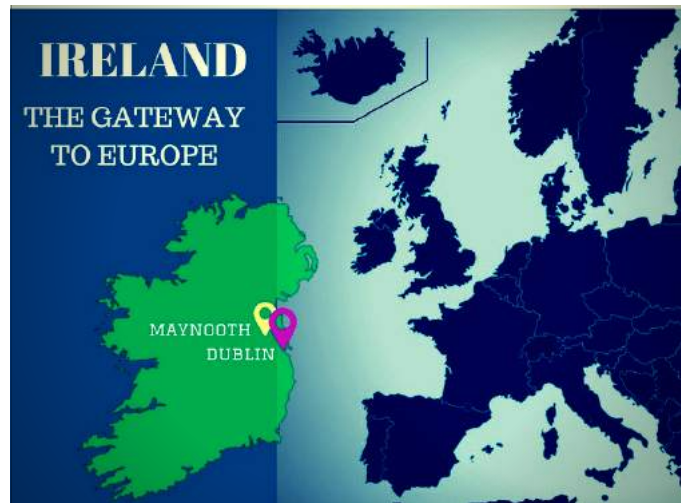 IRELAND
THE GATEWAY
TO EUROPE
MAYNOOTH
DUBLIN